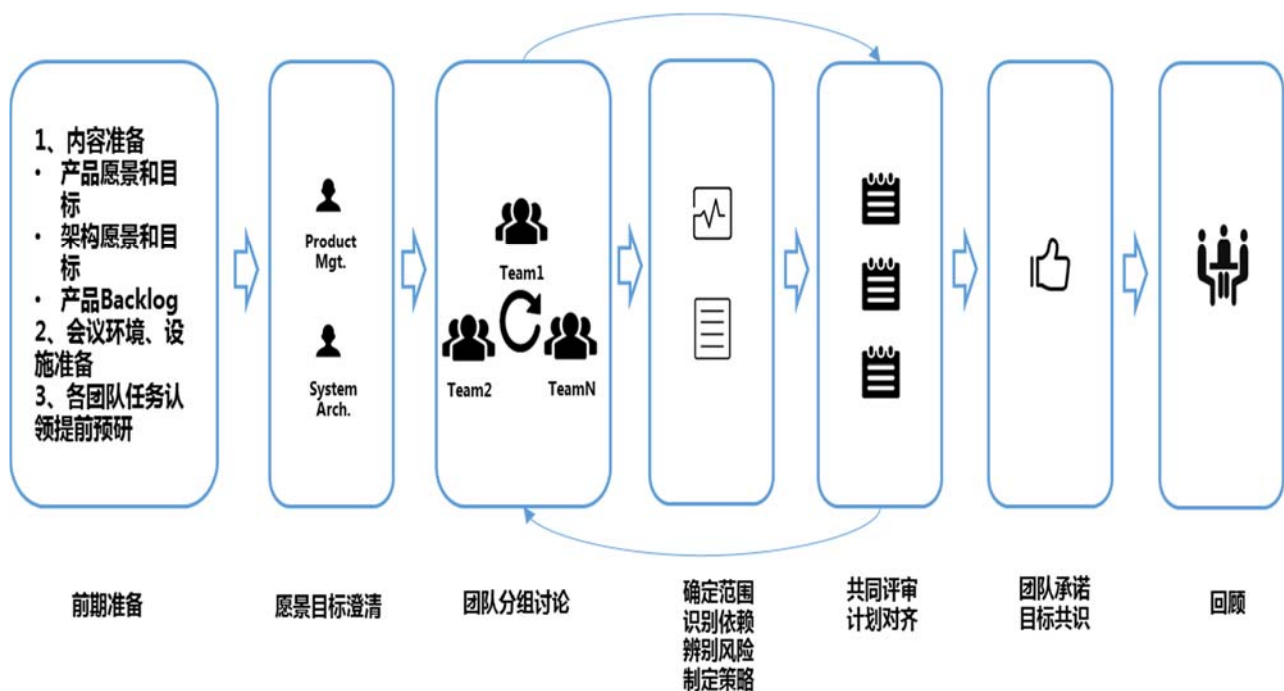 1、内容准备
• 产品愿景和目
标
• 架构愿景和目
标
• 产品Backlog
2、会议环境、设
施准备
3、各团队任务认
领提前预研
Product
Mgt.
System
Arch.
Team1
Team2
TeamN
前期准备
愿景目标澄清
团队分组讨论
确定范围
识别依赖
辨别风险
制定策略
共同评审
计划对齐
团队承诺
目标共识
回顾